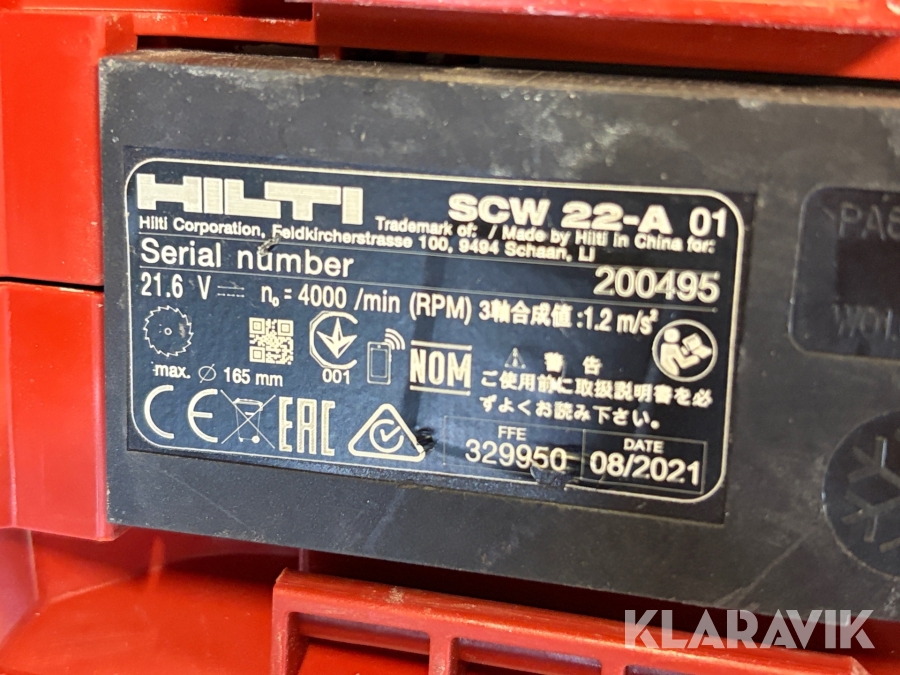 HILTI
SCW 22-A 01
Trademark of: / Made by Hilti in China for:
Hilti Corporation, Feldkircherstrasse 100, 9494 Schaan, LI
Serial number 200495
21.6 V n₀ = 4000 /min (RPM) 3軸合成値:1.2 m/s²
max. Ø 165 mm
001
NOM
⚠ 警告
ご使用前に取扱説明書を必
ずよくお読み下さい。
CE EAC
FFE
329950
DATE
08/2021
KLARAVIK